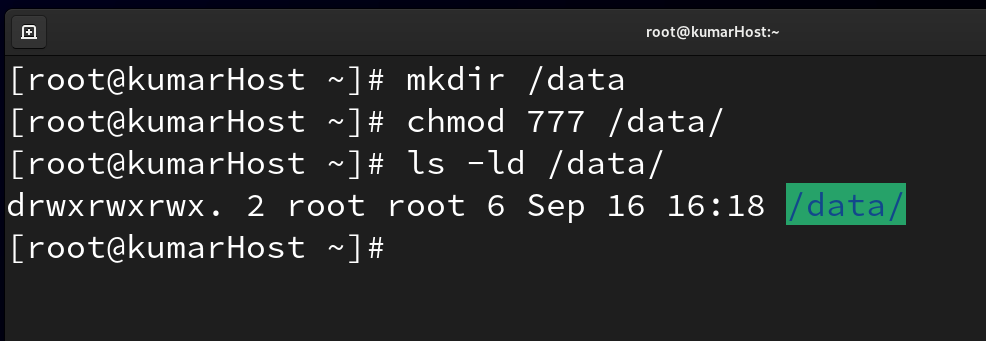 root@kumarHost:~
[root@kumarHost ~]# mkdir /data
[root@kumarHost ~]# chmod 777 /data/
[root@kumarHost ~]# ls -ld /data/
drwxrwxrwx. 2 root root 6 Sep 16 16:18 /data/
[root@kumarHost ~]#